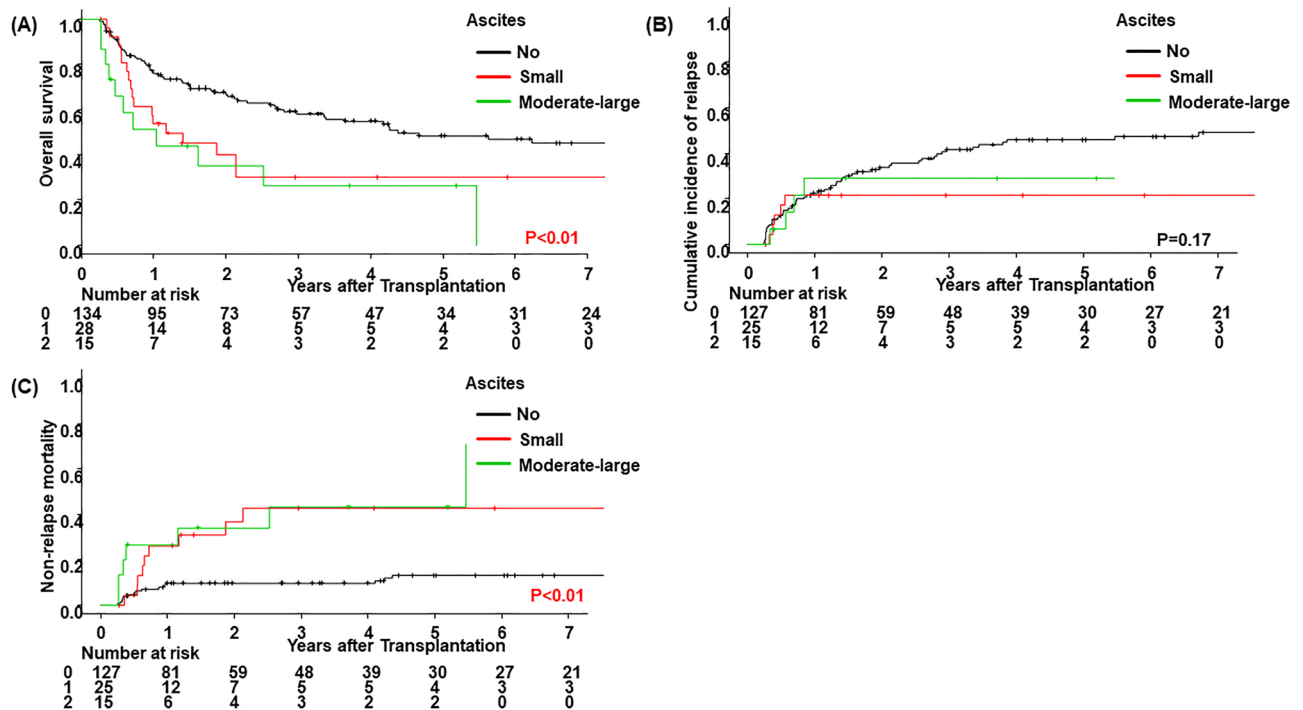 (A)
Overall survival
1.0
0.8
0.6
0.4
0.2
0.0
Ascites
No
Small
Moderate-large
P<0.01
0 1 2 3 4 5 6 7
Number at risk
Years after Transplantation
0 134 95 73 57 47 34 31 24
1 28 14 8 5 5 4 3 3
2 15 7 4 3 2 2 0 0
(B)
Cumulative incidence of relapse
1.0
0.8
0.6
0.4
0.2
0.0
Ascites
No
Small
Moderate-large
P=0.17
0 1 2 3 4 5 6 7
Number at risk
Years after Transplantation
0 127 81 59 48 39 30 27 21
1 25 12 7 5 5 4 3 3
2 15 6 4 3 2 2 0 0
(C)
Non-relapse mortality
1.0
0.8
0.6
0.4
0.2
0.0
Ascites
No
Small
Moderate-large
P<0.01
0 1 2 3 4 5 6 7
Number at risk
Years after Transplantation
0 127 81 59 48 39 30 27 21
1 25 12 7 5 5 4 3 3
2 15 6 4 3 2 2 0 0